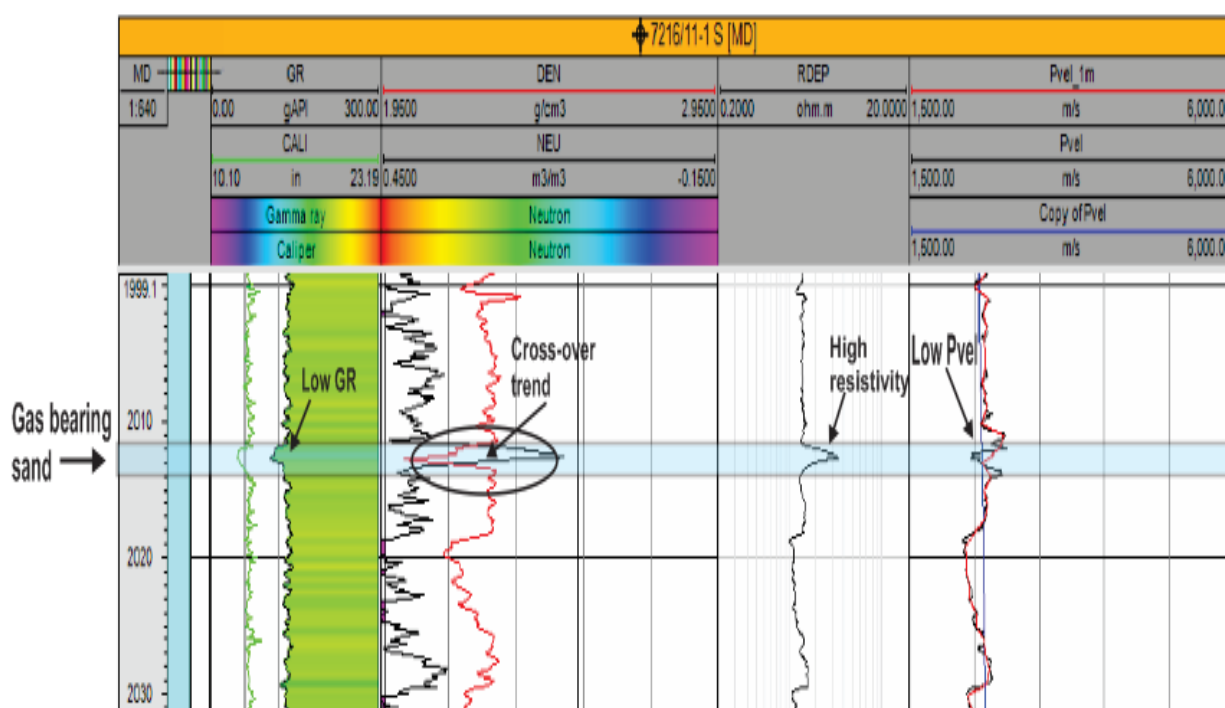 7216/11-1 S [MD]
MD GR DEN RDEP Pvel_1m
1:640 0.00 gAPI 300.00 1.9500 g/cm3 2.9500 0.2000 ohm.m 20.0000 1,500.00 m/s 6,000.0
CALI NEU Pvel
10.10 in 23.19 0.4500 m3/m3 -0.1500 1,500.00 m/s 6,000.0
Gamma ray Neutron Copy of Pvel
Caliper Neutron 1,500.00 m/s 6,000.0
1999.1
Cross-over
trend
High
resistivity
Low Pvel
Low GR
2010
Gas bearing
sand
2020
2030